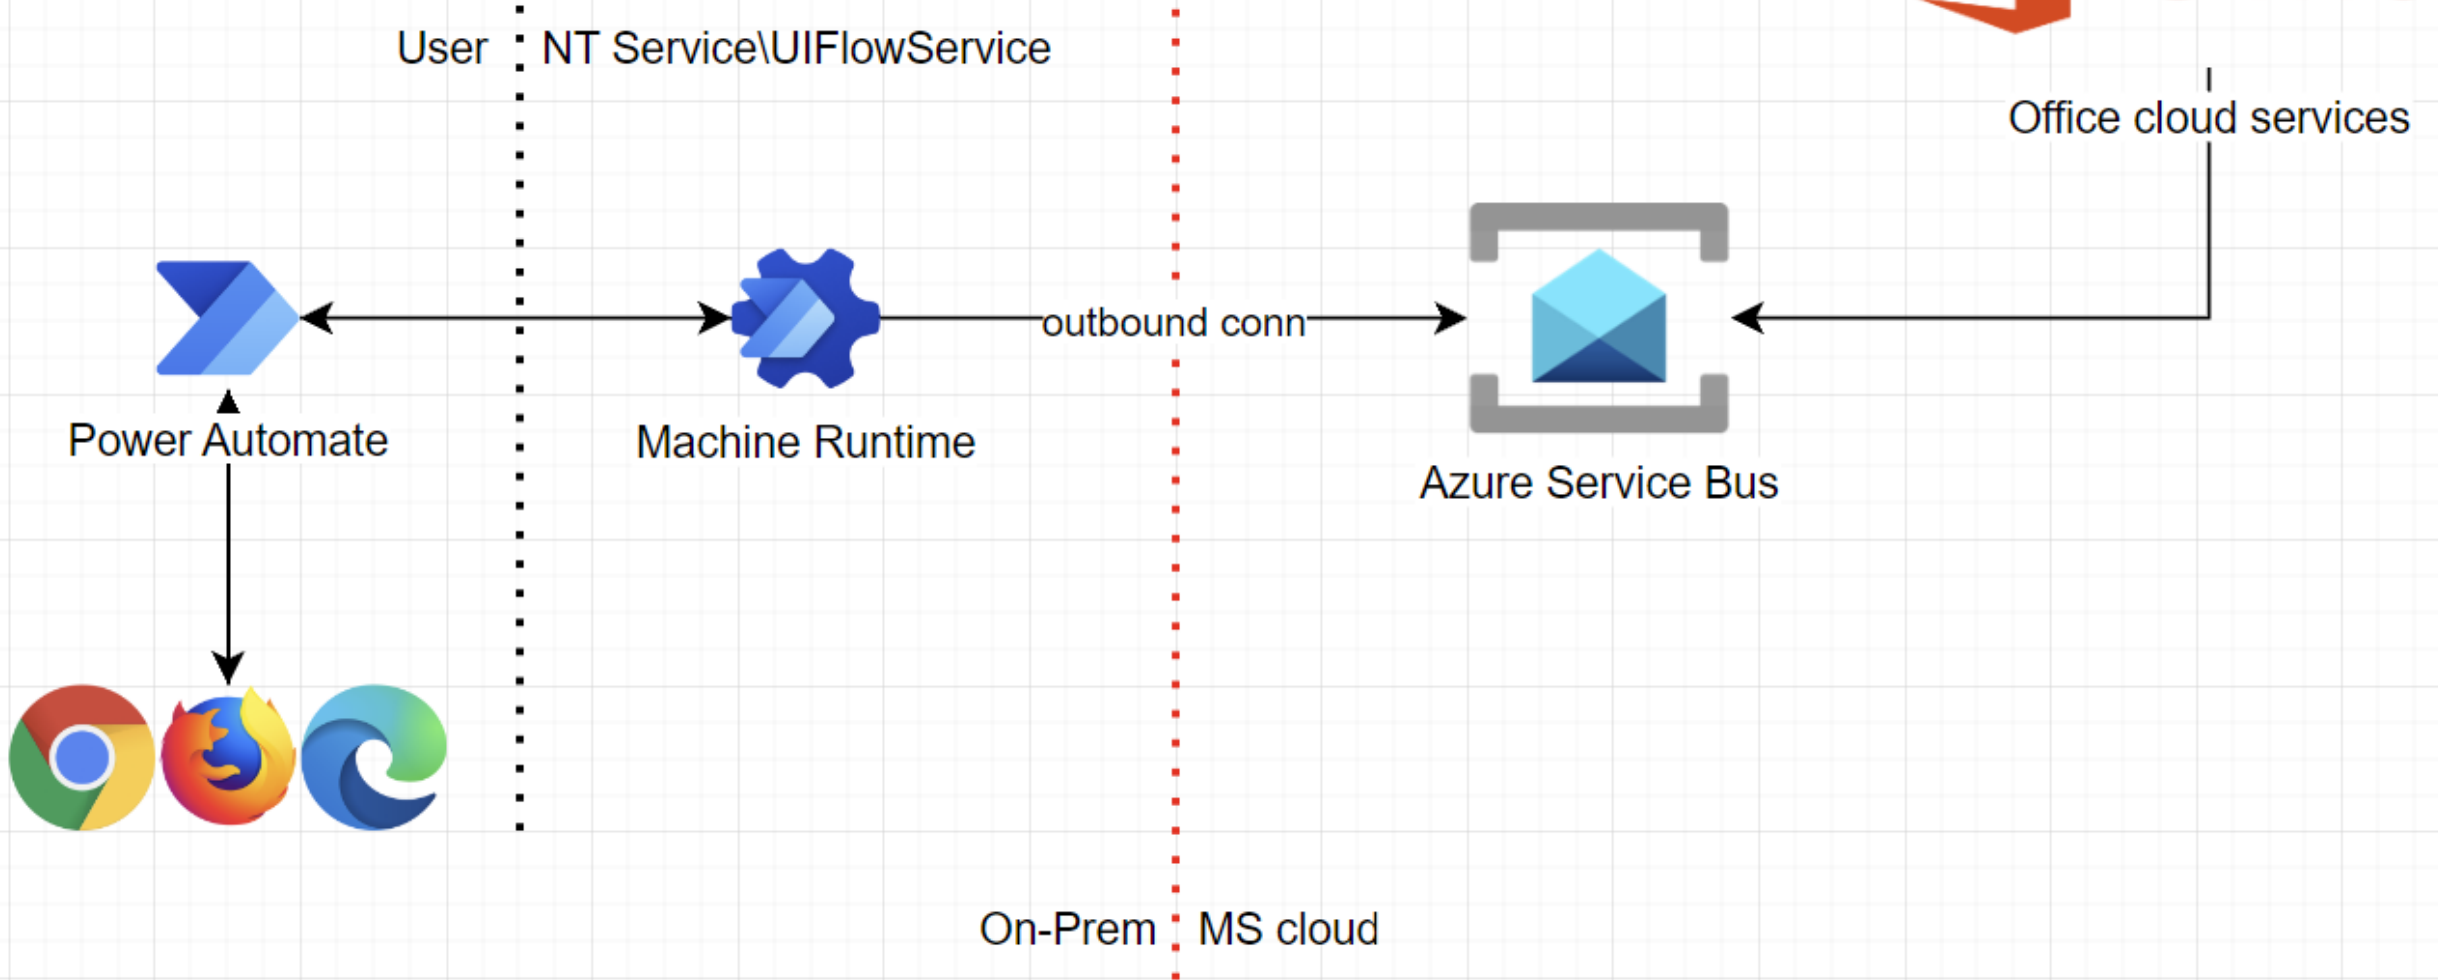 User
NT Service\UIFlowService
Office cloud services
outbound conn
Power Automate
Machine Runtime
Azure Service Bus
On-Prem
MS cloud